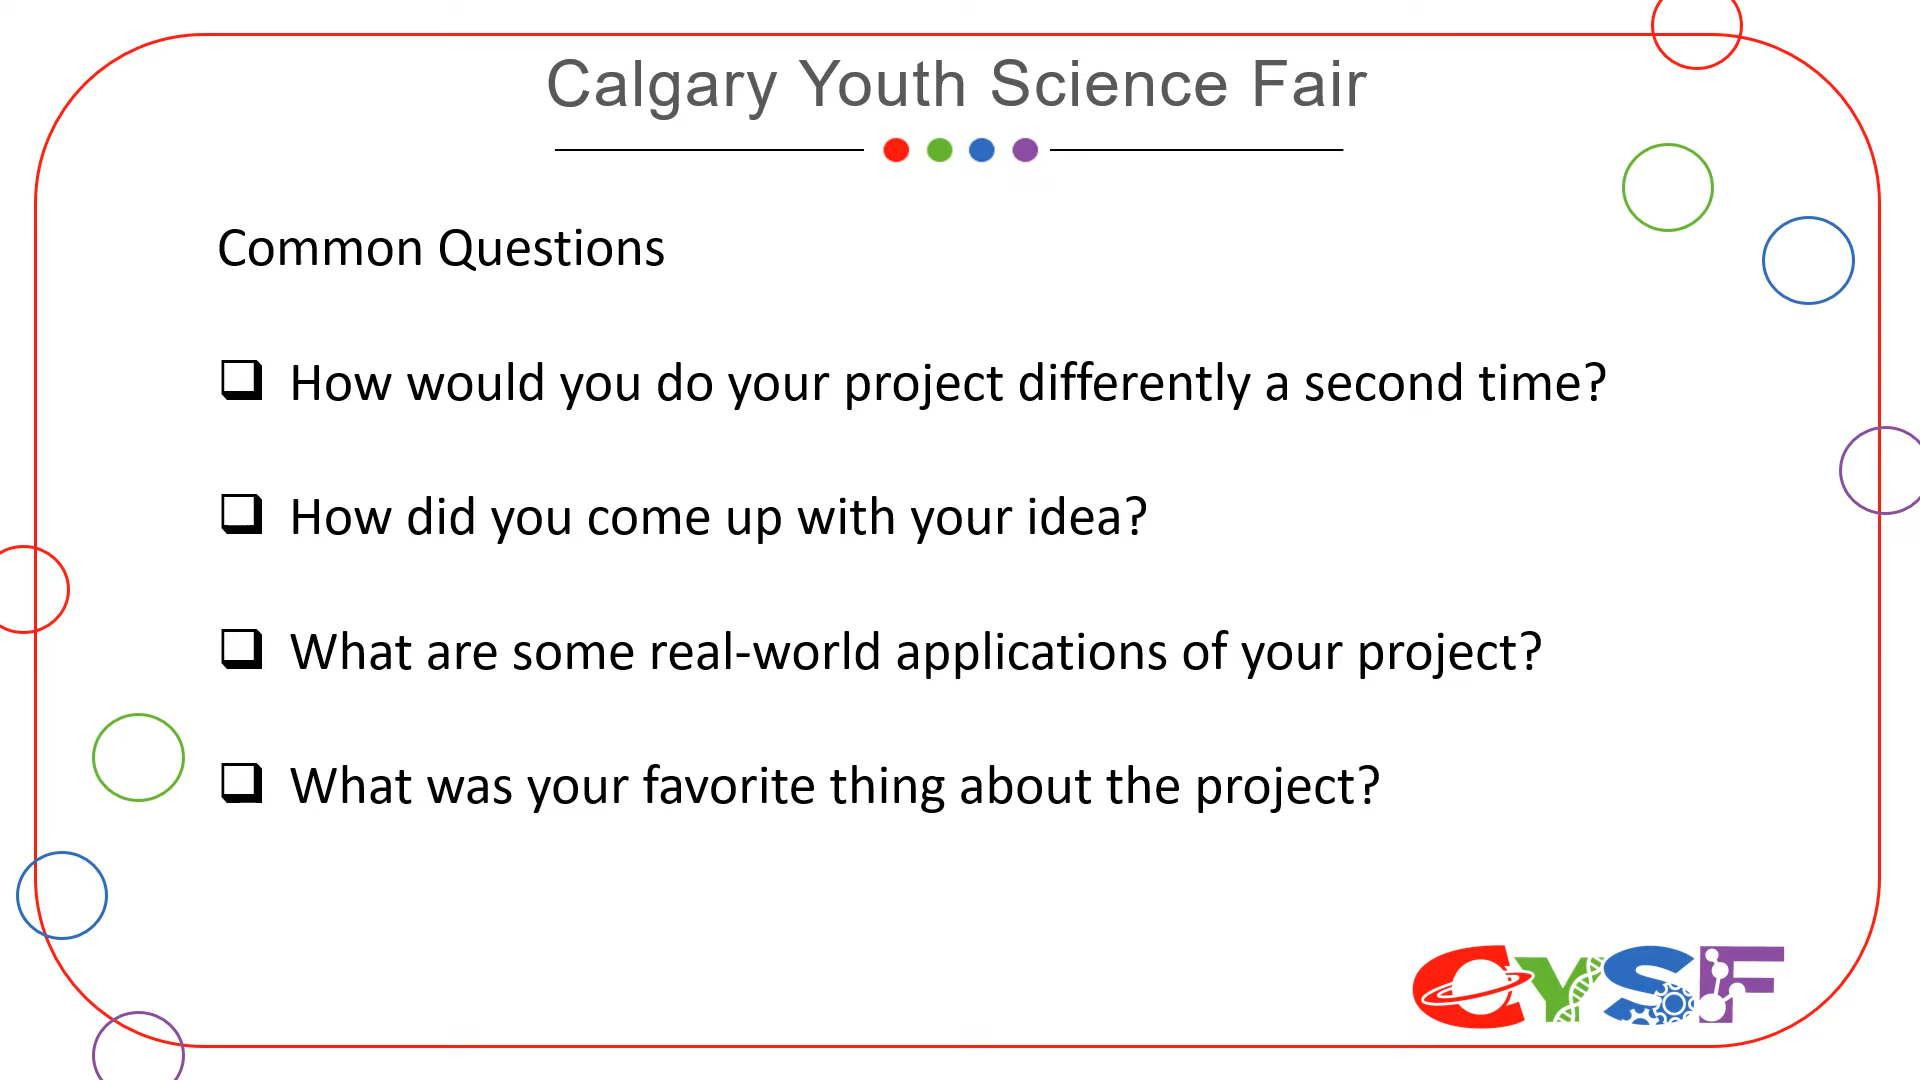 Calgary Youth Science Fair
Common Questions
How would you do your project differently a second time?
How did you come up with your idea?
What are some real-world applications of your project?
What was your favorite thing about the project?
CYSF